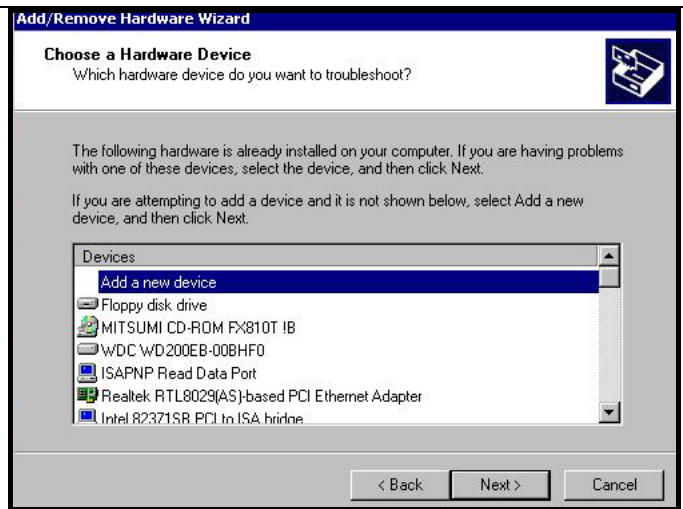 Add/Remove Hardware Wizard
Choose a Hardware Device
Which hardware device do you want to troubleshoot?
The following hardware is already installed on your computer. If you are having problems
with one of these devices, select the device, and then click Next.
If you are attempting to add a device and it is not shown below, select Add a new
device, and then click Next.
Devices
Add a new device
Floppy disk drive
MITSUMI CD-ROM FX810T !B
WDC WD200EB-00BHF0
ISAPNP Read Data Port
Realtek RTL8029(AS)-based PCI Ethernet Adapter
Intel 82371SB PCI to ISA bridge
< Back Next > Cancel